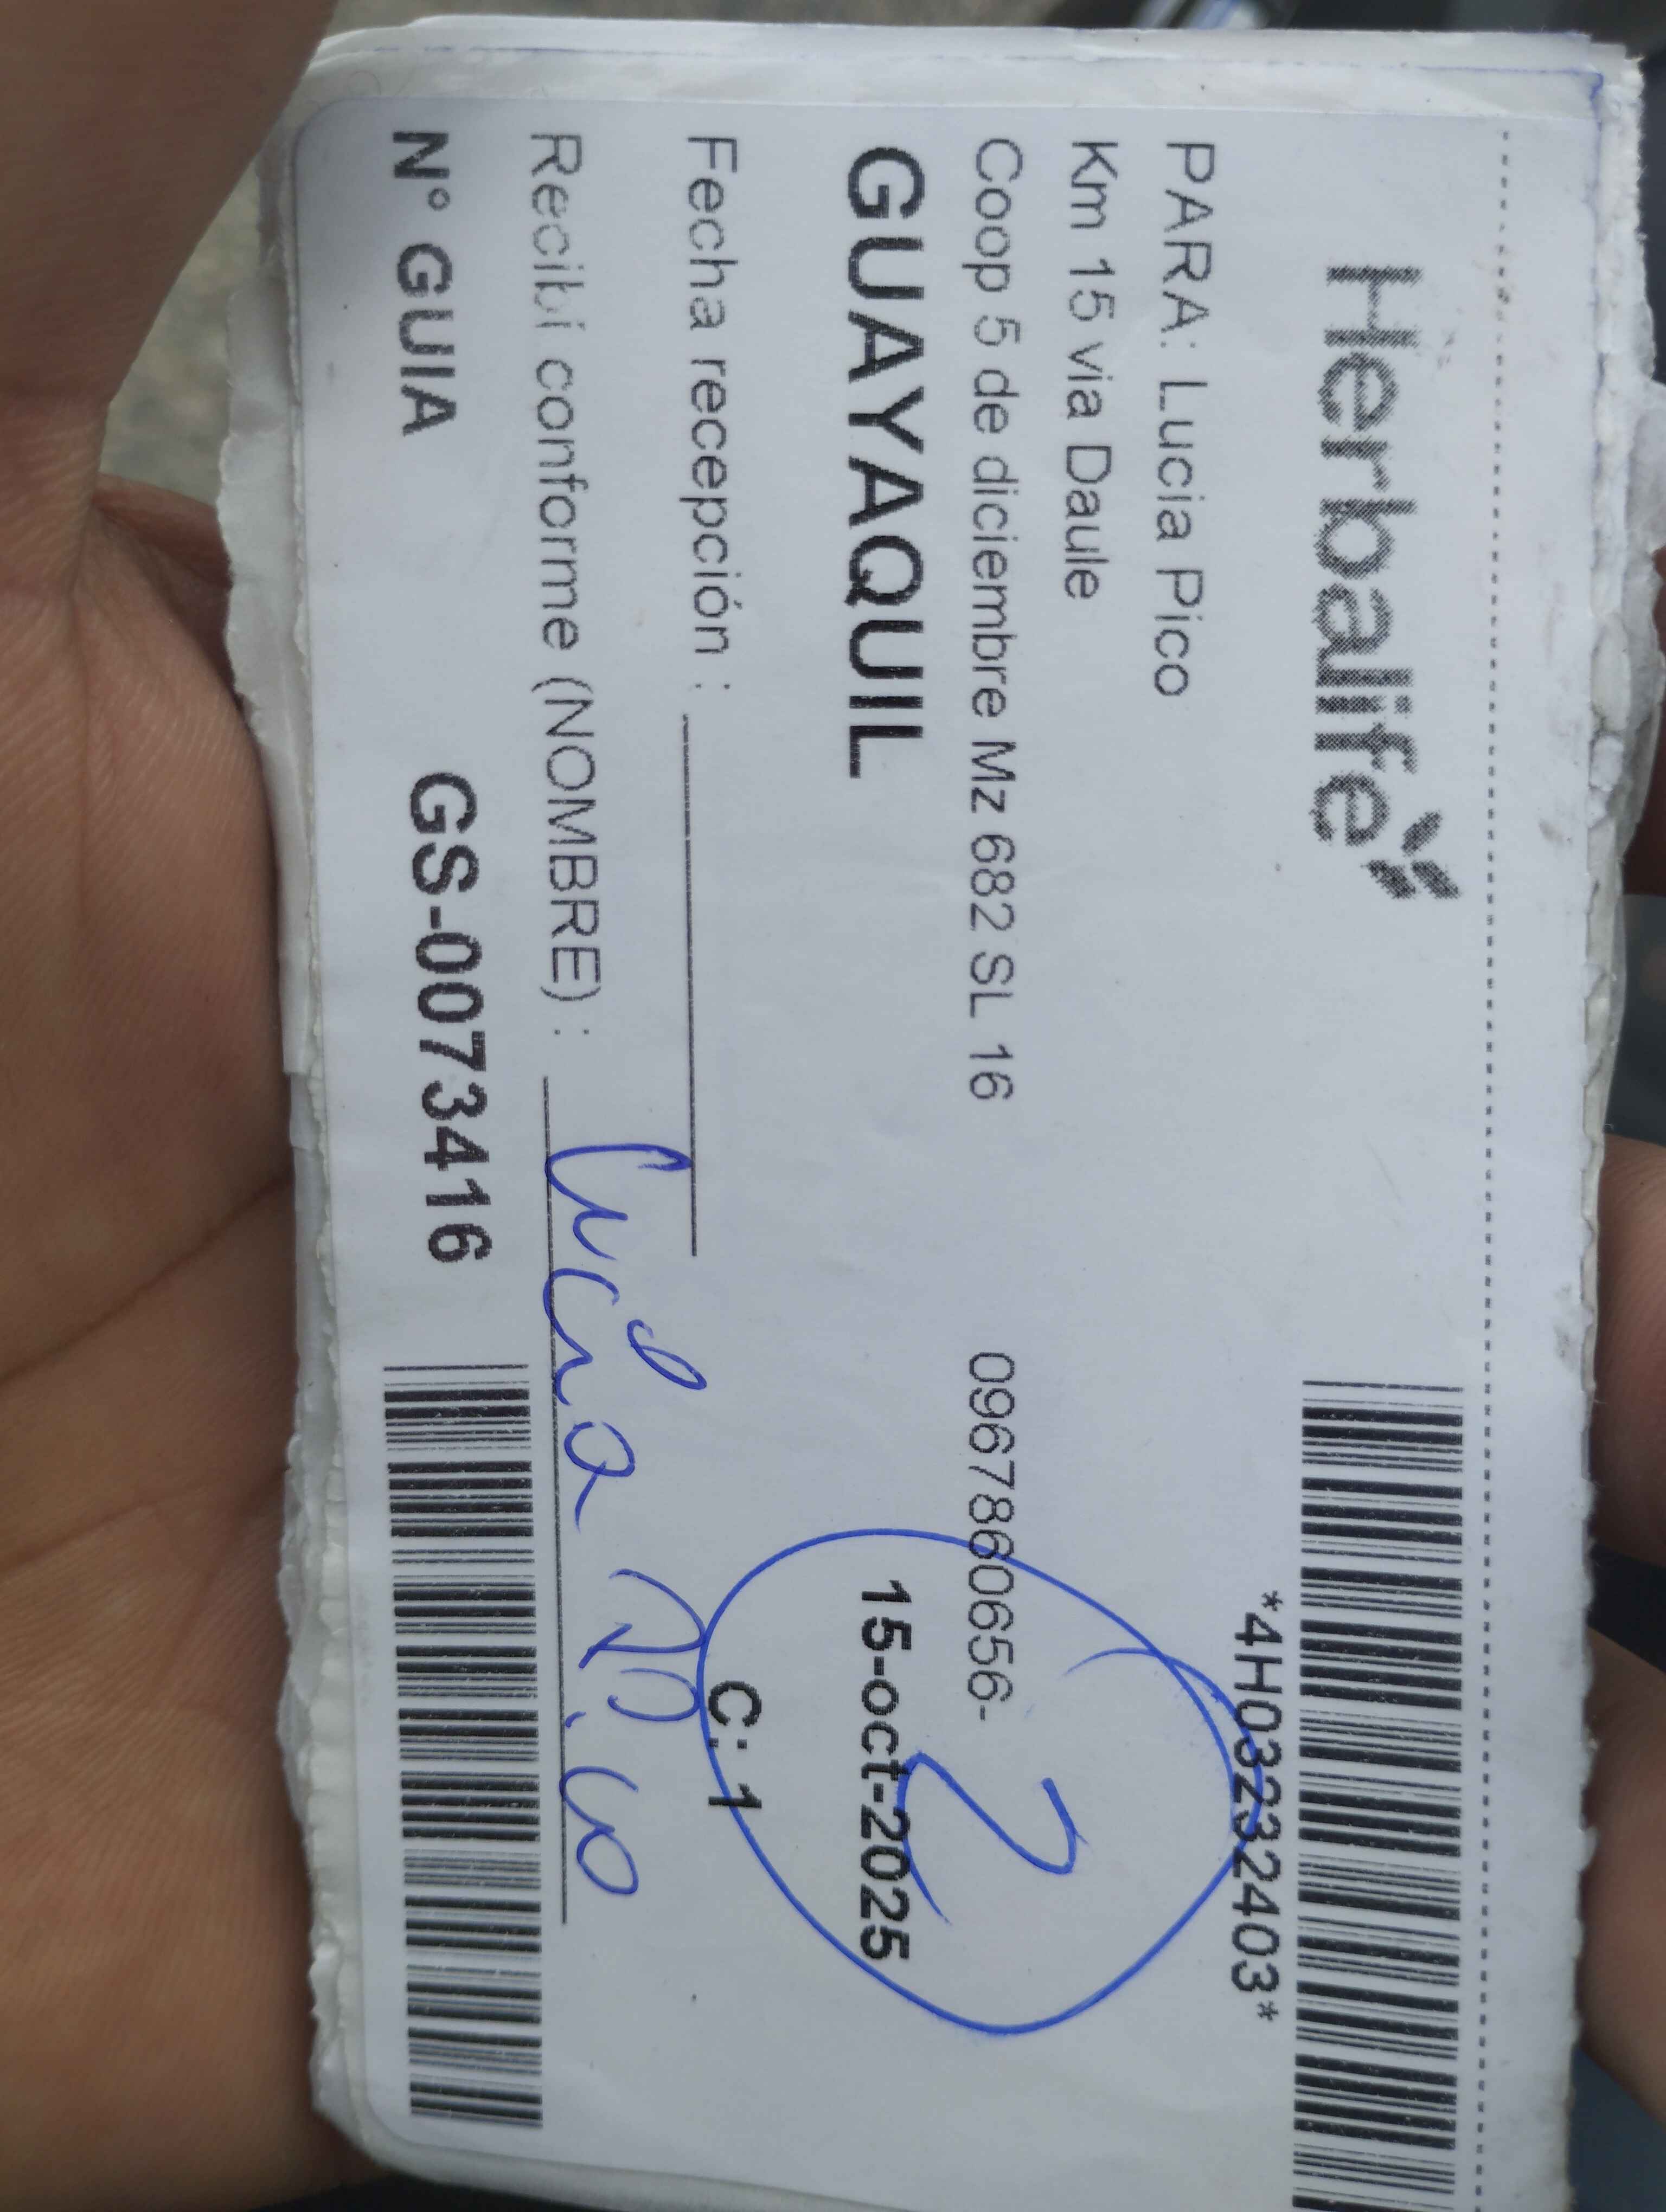 Herbalife
*4H03232403*
PARA: Lucia Pico
Km 15 via Daule
Coop 5 de diciembre Mz 682 SL 16 0967860656-
2
GUAYAQUIL 15-oct-2025
C: 1
Fecha recepción :
Recibí conforme (NOMBRE) : Lucia Pico
N° GUIA GS-0073416